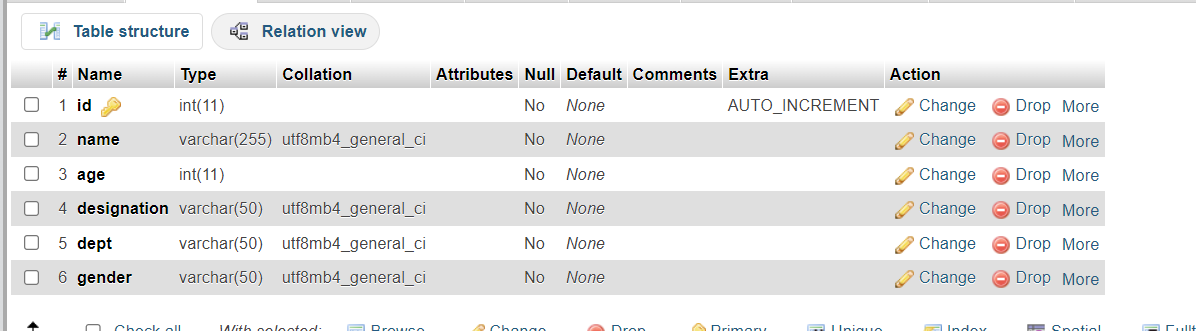 Table structure Relation view
# Name Type Collation Attributes Null Default Comments Extra Action
1 id int(11) No None AUTO_INCREMENT Change Drop More
2 name varchar(255) utf8mb4_general_ci No None Change Drop More
3 age int(11) No None Change Drop More
4 designation varchar(50) utf8mb4_general_ci No None Change Drop More
5 dept varchar(50) utf8mb4_general_ci No None Change Drop More
6 gender varchar(50) utf8mb4_general_ci No None Change Drop More
Check all With selected: Browse Change Drop Primary Unique Index Spatial